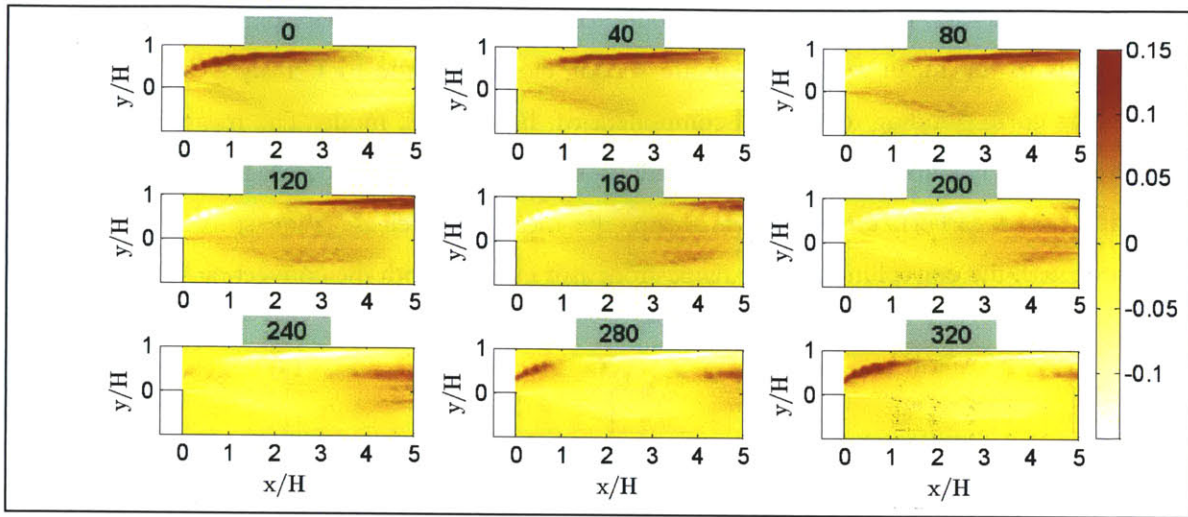 0 40 80
1 1 1 0.15
y/H 0 y/H 0 y/H 0 0.1
0 1 2 3 4 5 0 1 2 3 4 5 0 1 2 3 4 5
120 160 200 0.05
1 1 1
y/H 0 y/H 0 y/H 0 0
0 1 2 3 4 5 0 1 2 3 4 5 0 1 2 3 4 5
240 280 320 -0.05
1 1 1
y/H 0 y/H 0 y/H 0 -0.1
0 1 2 3 4 5 0 1 2 3 4 5 0 1 2 3 4 5
x/H x/H x/H